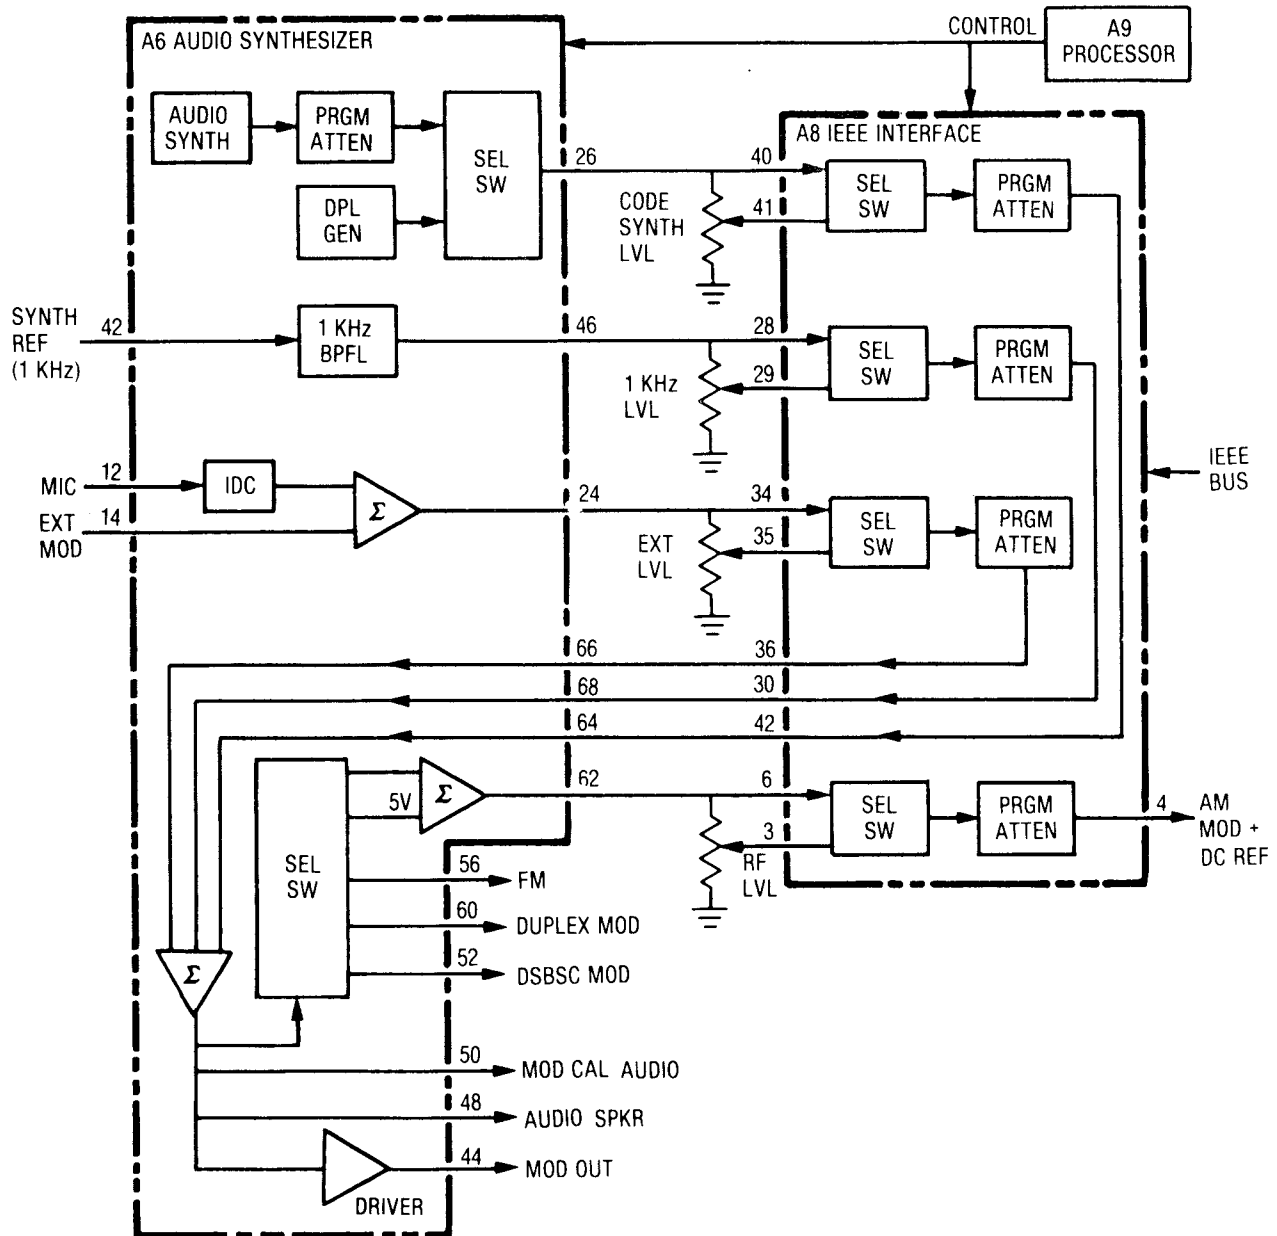 A6 AUDIO SYNTHESIZER
CONTROL
A9
PROCESSOR
AUDIO
SYNTH
PRGM
ATTEN
SEL
SW
DPL
GEN
26
40
41
CODE
SYNTH
LVL
A8 IEEE INTERFACE
SEL
SW
PRGM
ATTEN
SYNTH
REF
(1 KHz)
42
1 KHz
BPFL
46
28
29
1 KHz
LVL
SEL
SW
PRGM
ATTEN
MIC
12
IDC
EXT
MOD
14
Σ
24
34
35
EXT
LVL
SEL
SW
PRGM
ATTEN
IEEE
BUS
66
36
68
30
64
42
SEL
SW
5V
Σ
62
6
3
RF
LVL
SEL
SW
PRGM
ATTEN
4
AM
MOD +
DC REF
56
FM
60
DUPLEX MOD
52
DSBSC MOD
Σ
50
MOD CAL AUDIO
48
AUDIO SPKR
44
MOD OUT
DRIVER